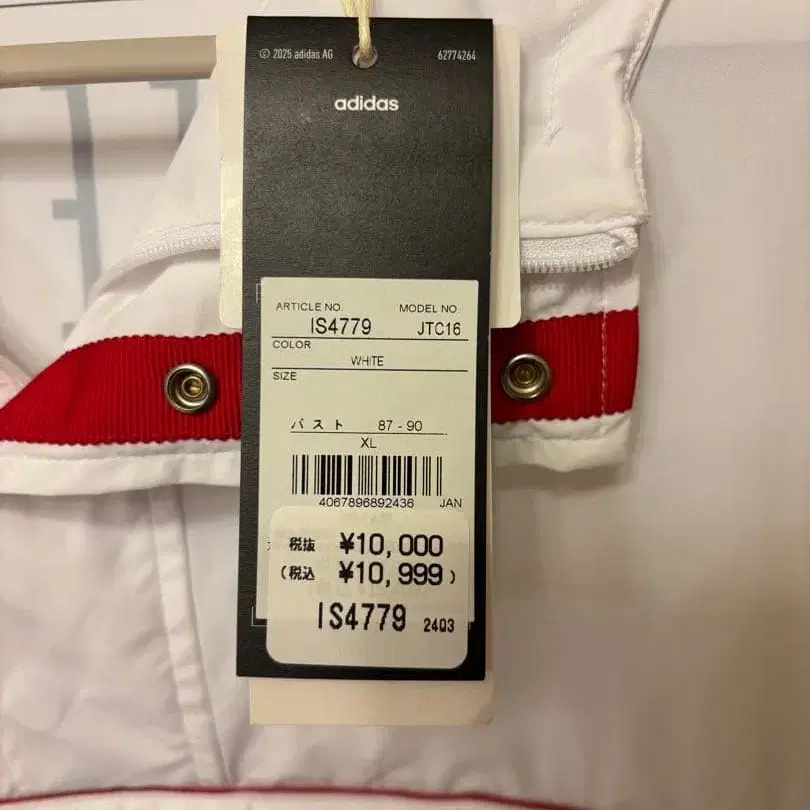 © 2025 adidas AG 62774264
adidas
ARTICLE NO. MODEL NO.
IS4779 JTC16
COLOR
WHITE
SIZE
バスト 87-90
XL
4067896892436 JAN
税抜 ¥10,000
(税込 ¥10,999)
IS4779 24Q3